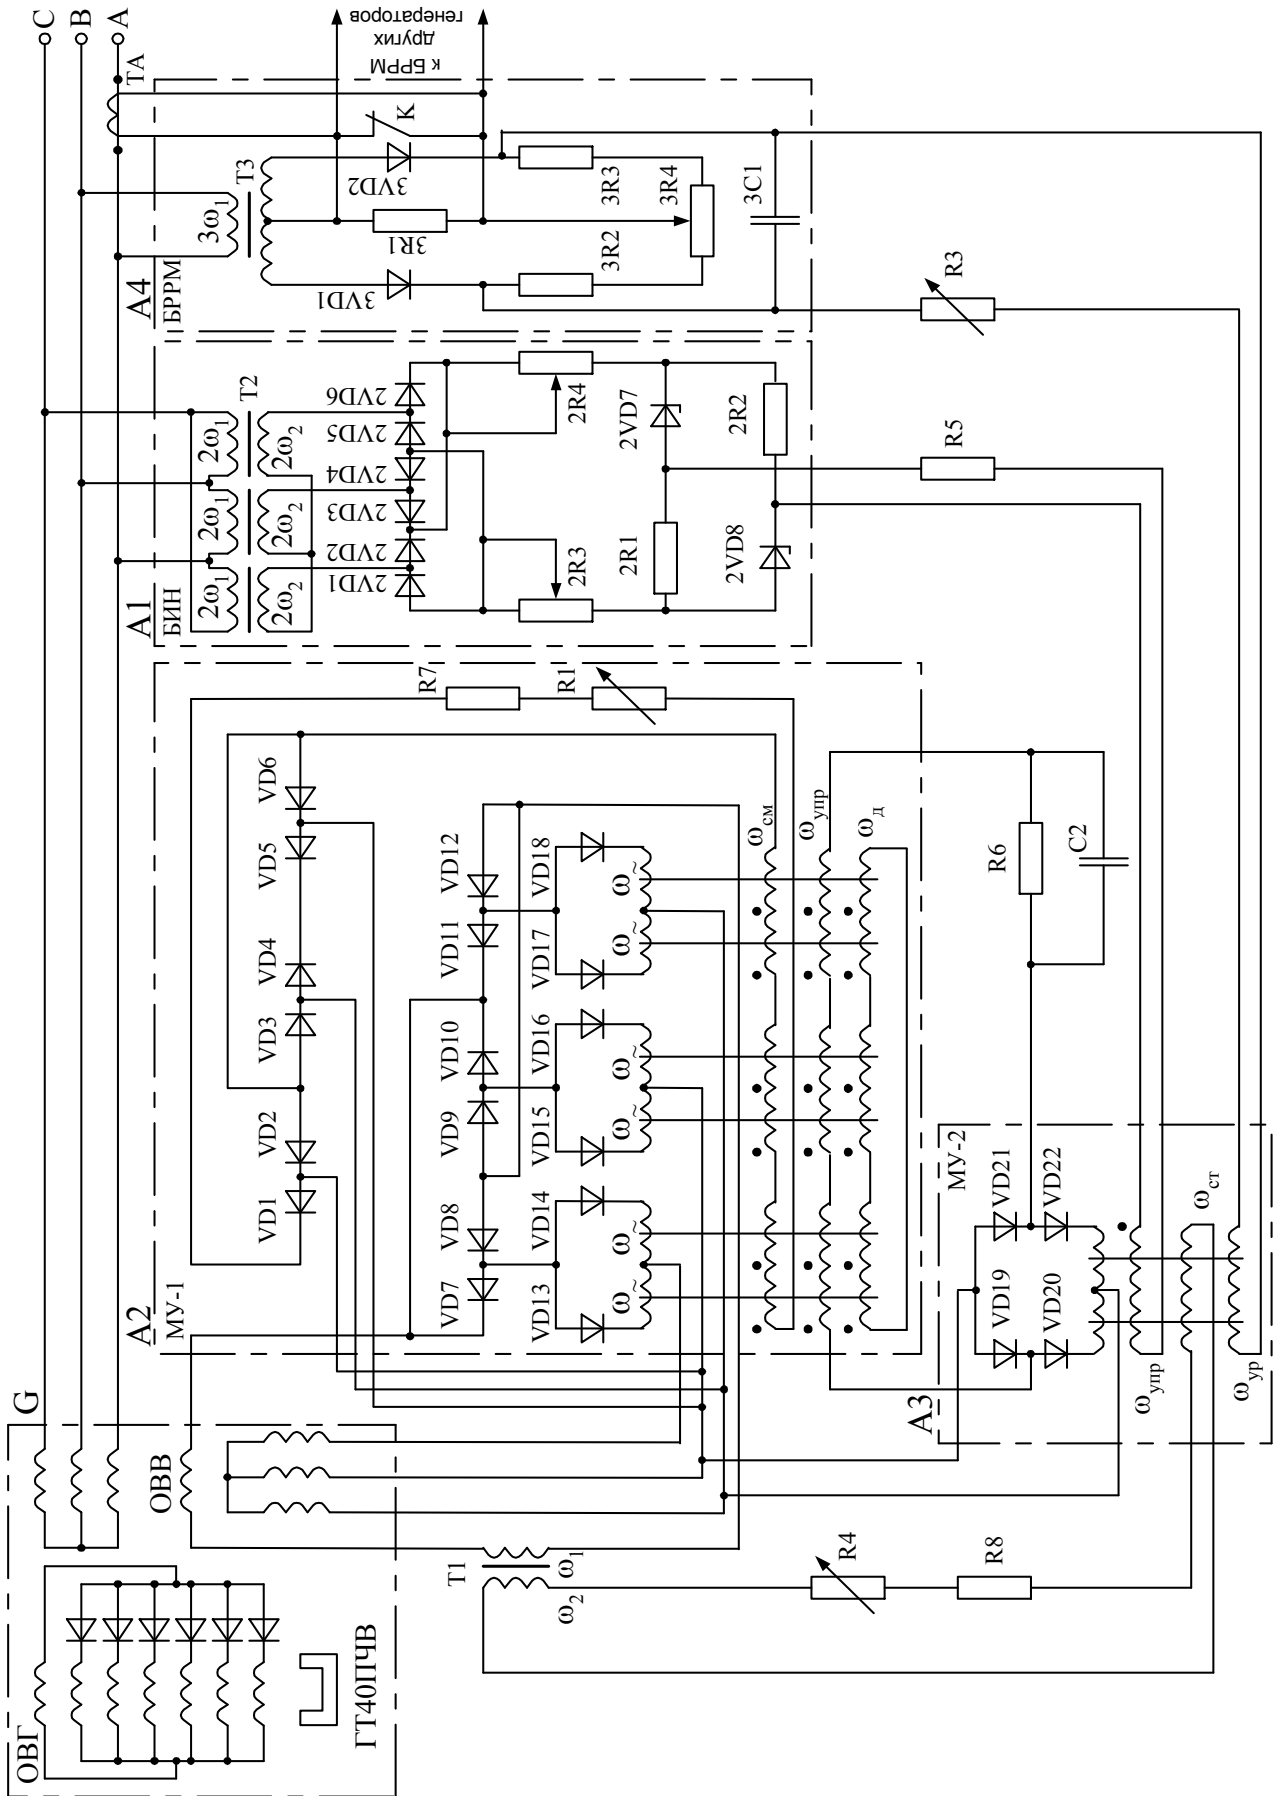 C
B
A
TA
к БРРМ
других
генераторов
A4
БРРМ
3ω1
T3
3VD2
3R1
3VD1
K
3R3
3R4
3R2
3C1
R3
A1
БИН
2ω1
2ω1
2ω1
T2
2ω2
2ω2
2ω2
2VD6
2VD5
2VD4
2VD3
2VD2
2VD1
2R4
2R3
2VD7
2R1
2R2
2VD8
R5
A2
МУ-1
R7
R1
VD6
VD5
VD4
VD3
VD2
VD1
VD12
VD11
VD10
VD9
VD8
VD7
VD18
VD17
VD16
VD15
VD14
VD13
ω~
ω~
ω~
ω~
ω~
ω~
ωсм
ωупр
ωд
R6
C2
A3
МУ-2
VD21
VD22
VD19
VD20
ωупр
ωст
ωур
G
ОВВ
ОВГ
ГТ40ПЧВ
T1
ω1
ω2
R4
R8